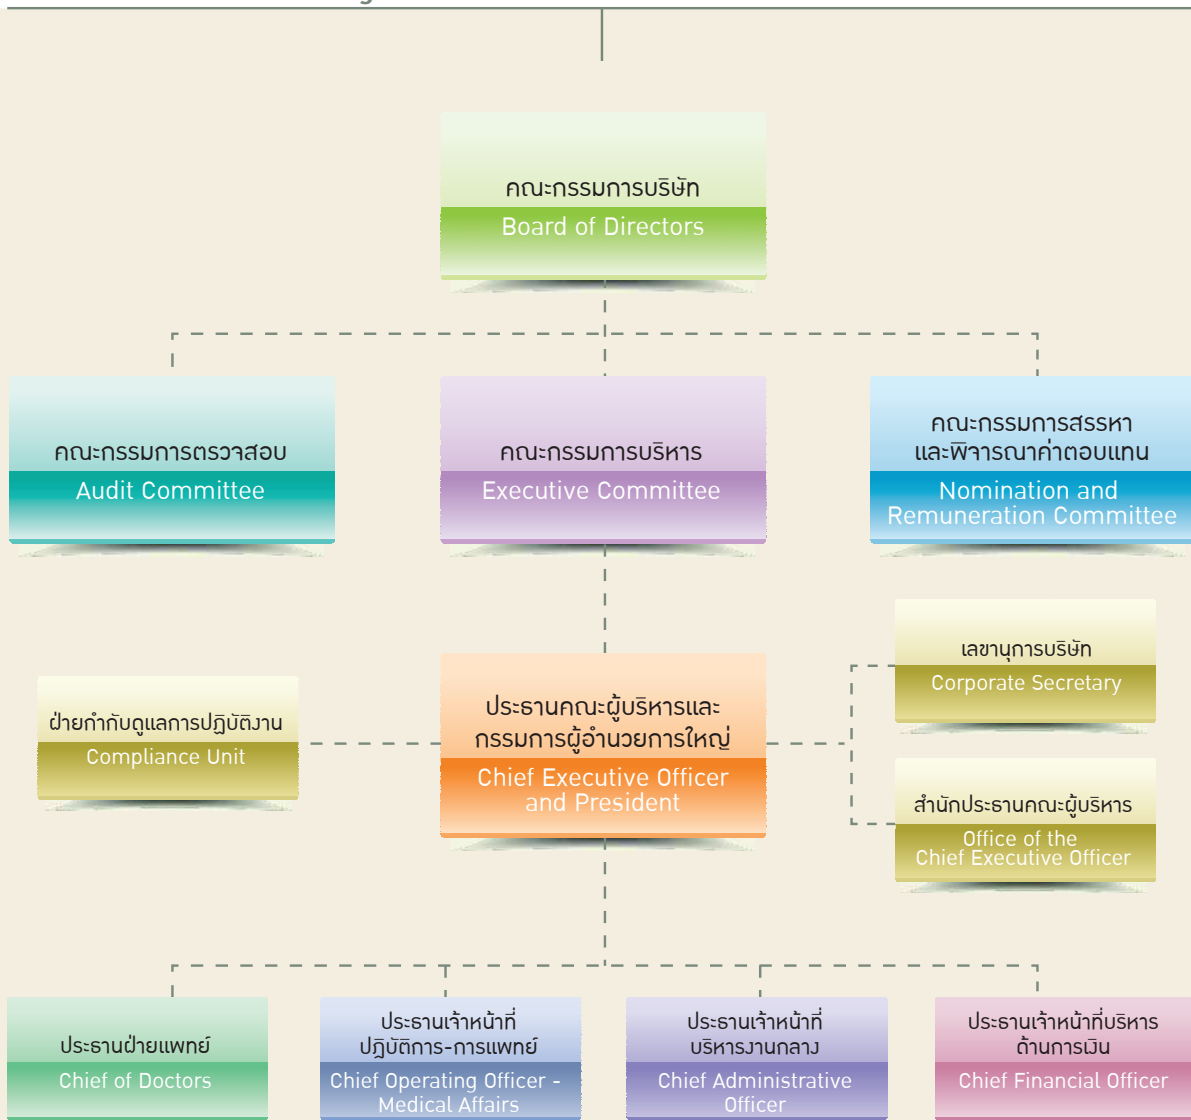 คณะกรรมการบริษัท
Board of Directors
คณะกรรมการตรวจสอบ
Audit Committee
คณะกรรมการบริหาร
Executive Committee
คณะกรรมการสรรหา
และพิจารณาค่าตอบแทน
Nomination and
Remuneration Committee
ฝ่ายกำกับดูแลการปฏิบัติงาน
Compliance Unit
ประธานคณะผู้บริหารและ
กรรมการผู้อำนวยการใหญ่
Chief Executive Officer
and President
เลขานุการบริษัท
Corporate Secretary
สำนักประธานคณะผู้บริหาร
Office of the
Chief Executive Officer
ประธานฝ่ายแพทย์
Chief of Doctors
ประธานเจ้าหน้าที่
ปฏิบัติการ-การแพทย์
Chief Operating Officer -
Medical Affairs
ประธานเจ้าหน้าที่
บริหารงานกลาง
Chief Administrative
Officer
ประธานเจ้าหน้าที่บริหาร
ด้านการเงิน
Chief Financial Officer